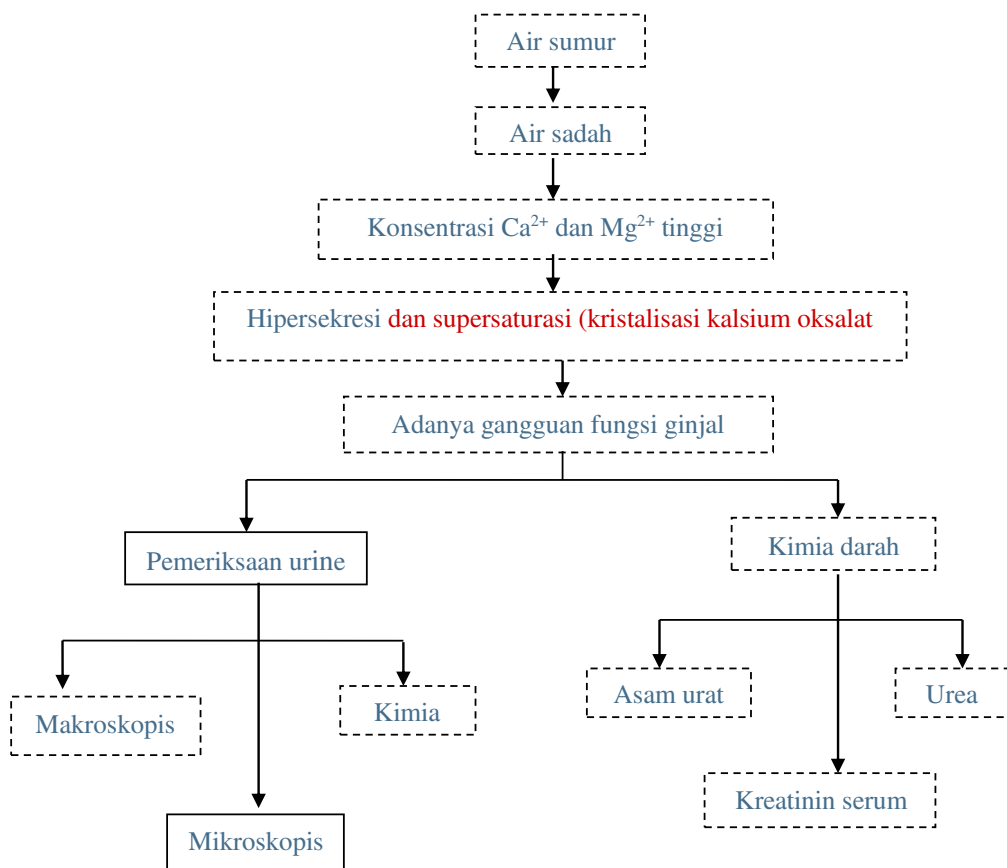 Air sumur
Air sadah
Konsentrasi Ca²⁺ dan Mg²⁺ tinggi
Hipersekresi dan supersaturasi (kristalisasi kalsium oksalat
Adanya gangguan fungsi ginjal
Pemeriksaan urine
Kimia darah
Makroskopis
Kimia
Asam urat
Urea
Mikroskopis
Kreatinin serum